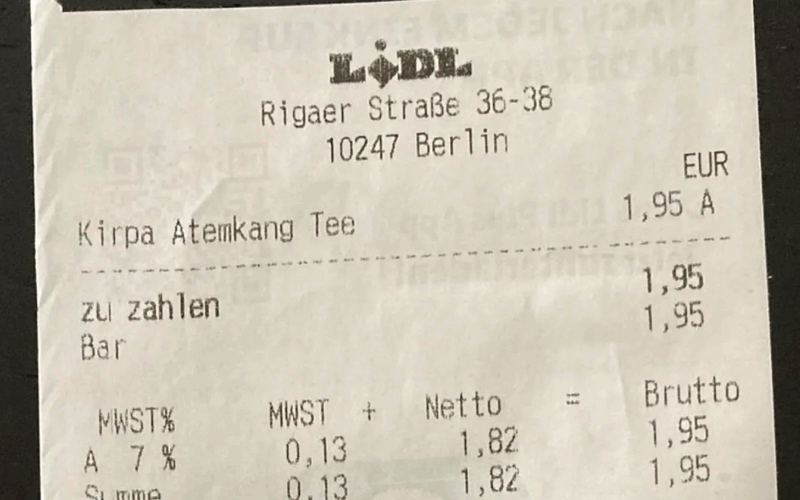 LIDL
Rigaer Straße 36-38
10247 Berlin
EUR
Kirpa Atemkang Tee 1,95 A
zu zahlen 1,95
Bar 1,95
MWST% MWST + Netto = Brutto
A 7 % 0,13 1,82 1,95
Summe 0,13 1,82 1,95